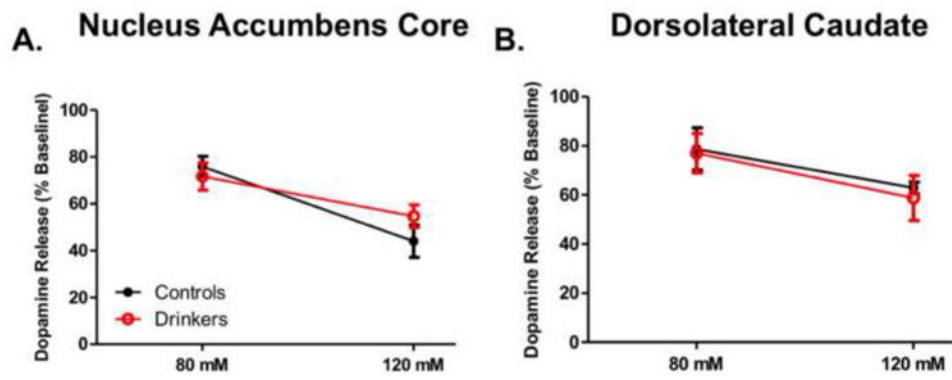 A. Nucleus Accumbens Core
Dopamine Release (% Baselinel)
100
80
60
40
20
0
Controls
Drinkers
80 mM
120 mM
B. Dorsolateral Caudate
Dopamine Release (% Baseline)
100
80
60
40
20
0
80 mM
120 mM